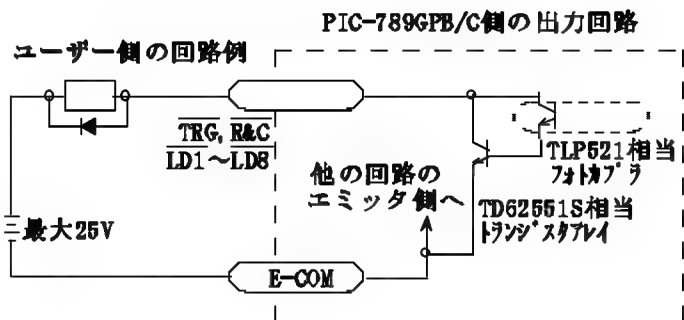 PIC-789GPB/C側の出力回路
ユーザー側の回路例
TRG, R&C
LD1～LD8
他の回路の
エミッタ側へ
TLP521相当
フォトカプラ
TD62551S相当
トランジスタアレイ
最大25V
E-COM